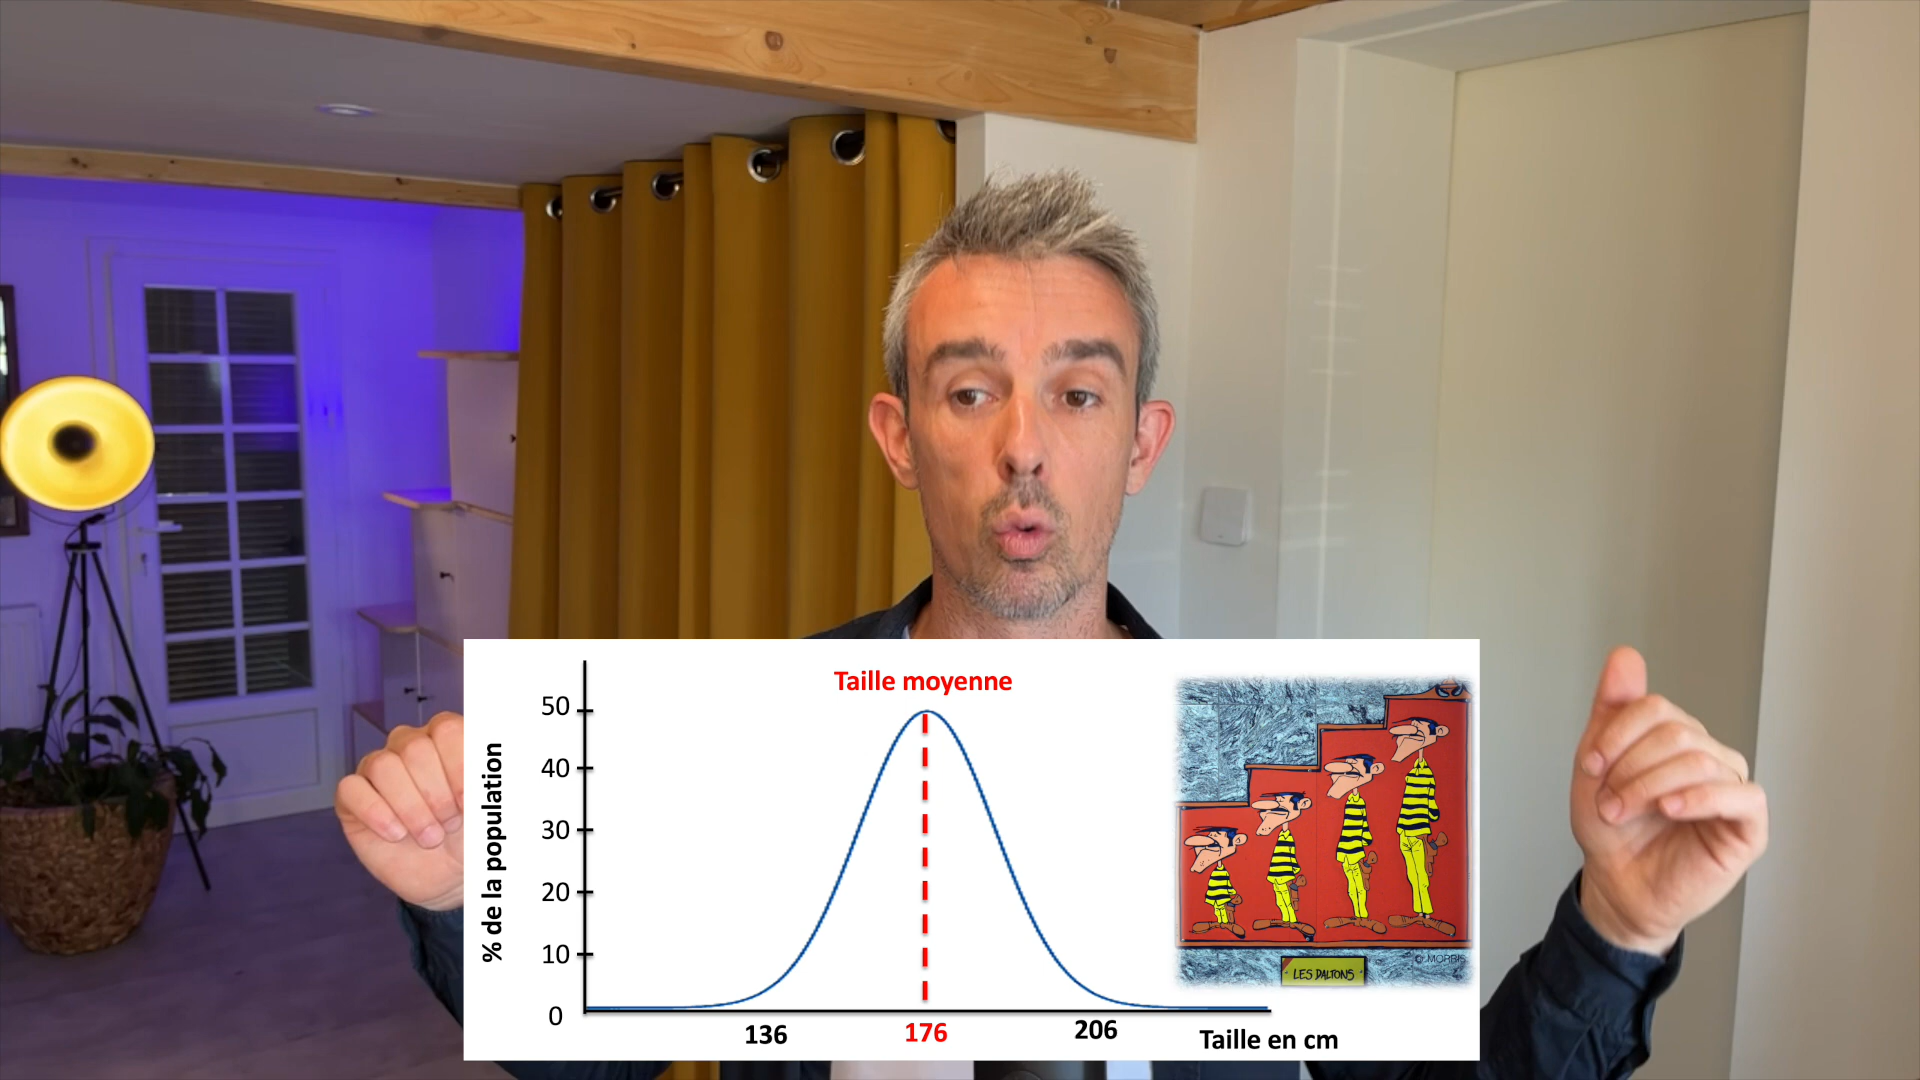 Taille moyenne
% de la population
50
40
30
20
10
0
136
176
206
Taille en cm
LES DALTONS
© MORRIS